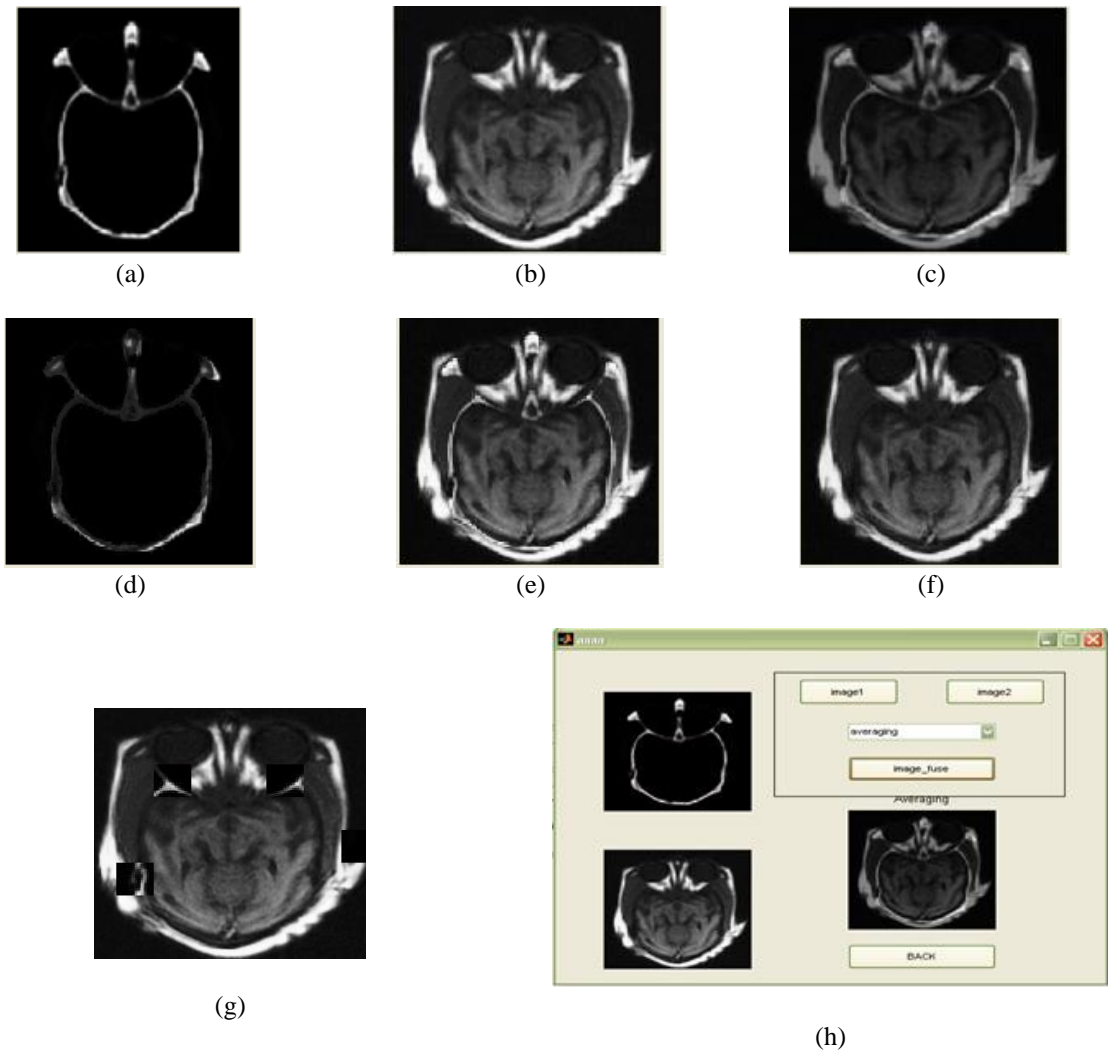 (a)
(b)
(c)
(d)
(e)
(f)
image1
image2
averaging
image_fuse
Averaging
BACK
(g)
(h)